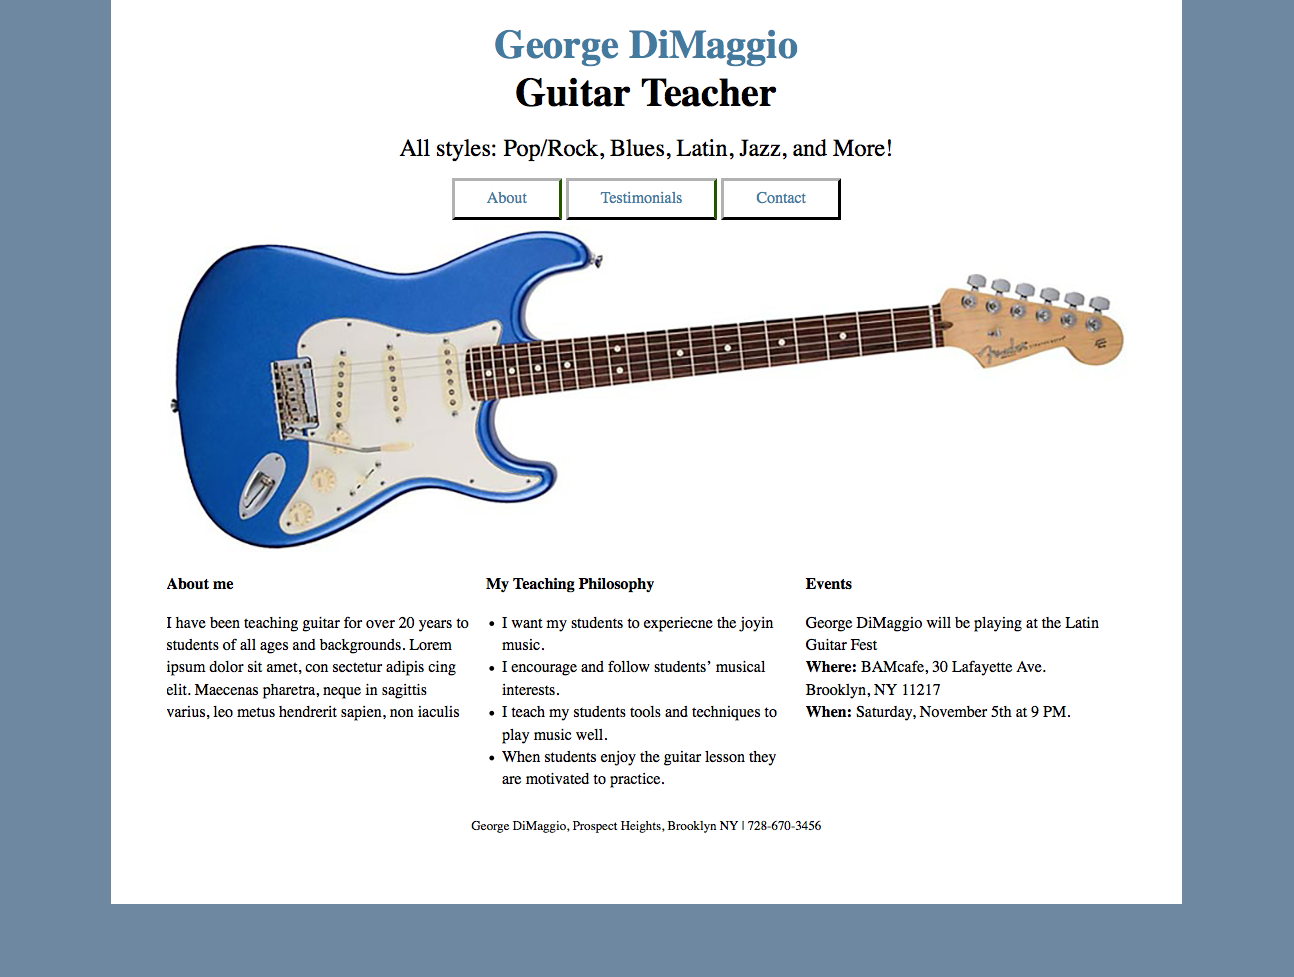 George DiMaggio
Guitar Teacher
All styles: Pop/Rock, Blues, Latin, Jazz, and More!
About
Testimonials
Contact
Fender
About me
I have been teaching guitar for over 20 years to
students of all ages and backgrounds. Lorem
ipsum dolor sit amet, con sectetur adipis cing
elit. Maecenas pharetra, neque in sagittis
varius, leo metus hendrerit sapien, non iaculis
My Teaching Philosophy
• I want my students to experiecne the joyin
music.
• I encourage and follow students’ musical
interests.
• I teach my students tools and techniques to
play music well.
• When students enjoy the guitar lesson they
are motivated to practice.
Events
George DiMaggio will be playing at the Latin
Guitar Fest
Where: BAMcafe, 30 Lafayette Ave.
Brooklyn, NY 11217
When: Saturday, November 5th at 9 PM.
George DiMaggio, Prospect Heights, Brooklyn NY | 728-670-3456